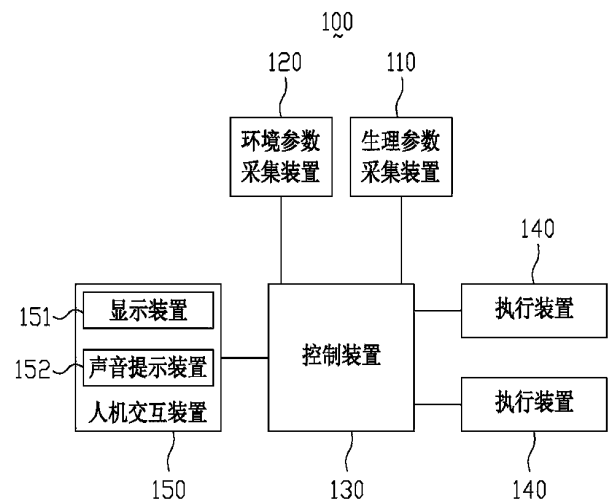 100
120
110
环境参数
采集装置
生理参数
采集装置
140
151
显示装置
执行装置
控制装置
152
声音提示装置
人机交互装置
执行装置
150
130
140